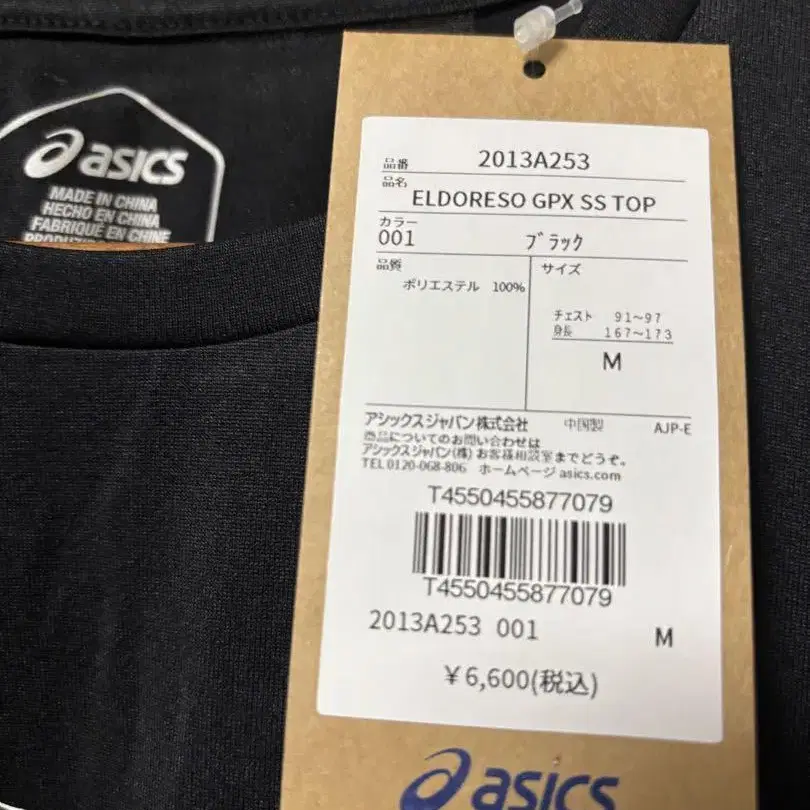 asics
MADE IN CHINA
HECHO EN CHINA
FABRIQUÉ EN CHINE
品番 2013A253
品名 ELDORESO GPX SS TOP
カラー
001 ブラック
品質 サイズ
ポリエステル 100%
チェスト 91~97
身長 167~173
M
アシックスジャパン株式会社 中国製 AJP-E
商品についてのお問い合わせは
アシックスジャパン(株) お客様相談室までどうぞ。
TEL 0120-068-806 ホームページ asics.com
T4550455877079
T4550455877079
2013A253 001 M
¥6,600(税込)
asics